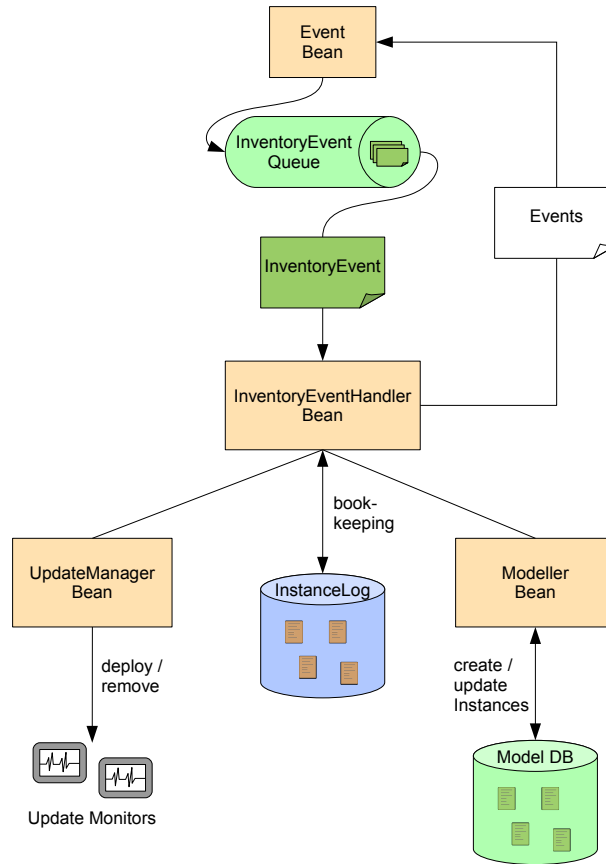 Event
Bean
InventoryEvent
Queue
Events
InventoryEvent
InventoryEventHandler
Bean
book-
keeping
UpdateManager
Bean
InstanceLog
Modeller
Bean
deploy /
remove
create /
update
Instances
Model DB
Update Monitors